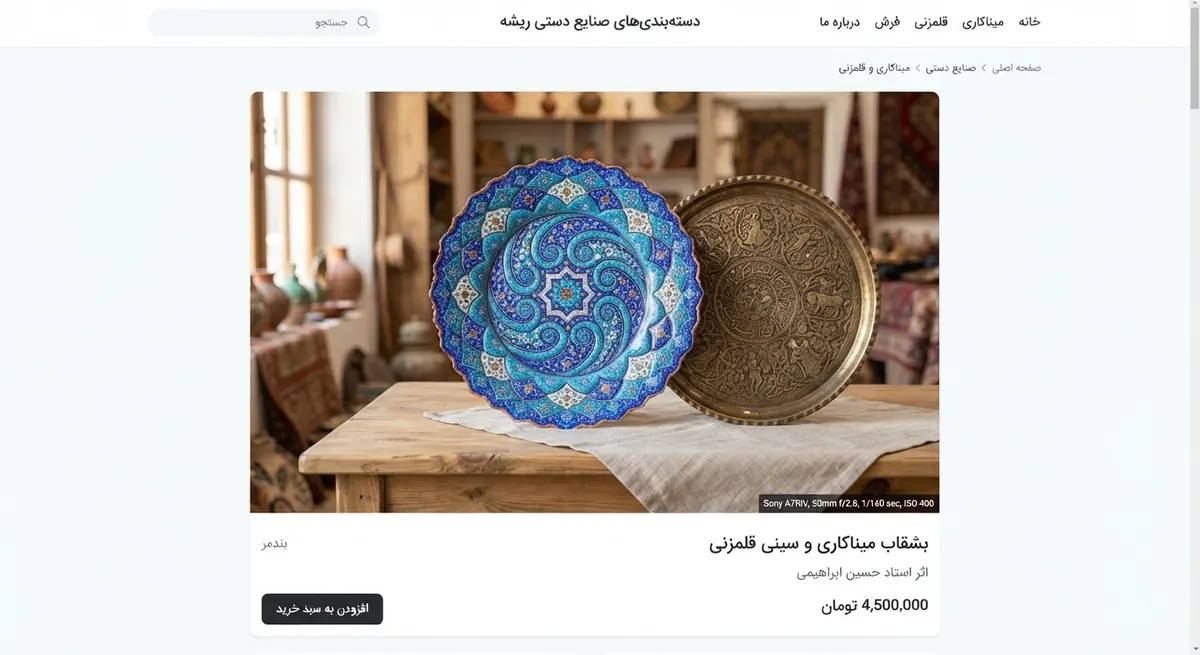 خانه میناکاری قلمزنی فرش درباره ما
دسته‌بندی‌های صنایع دستی ریشه
جستجو
صفحه اصلی > صنایع دستی > میناکاری و قلمزنی
Sony A7RIV, 50mm f/2.8, 1/160 sec, ISO 400
بشقاب میناکاری و سینی قلمزنی
بندمر
اثر استاد حسین ابراهیمی
4,500,000 تومان
افزودن به سبد خرید